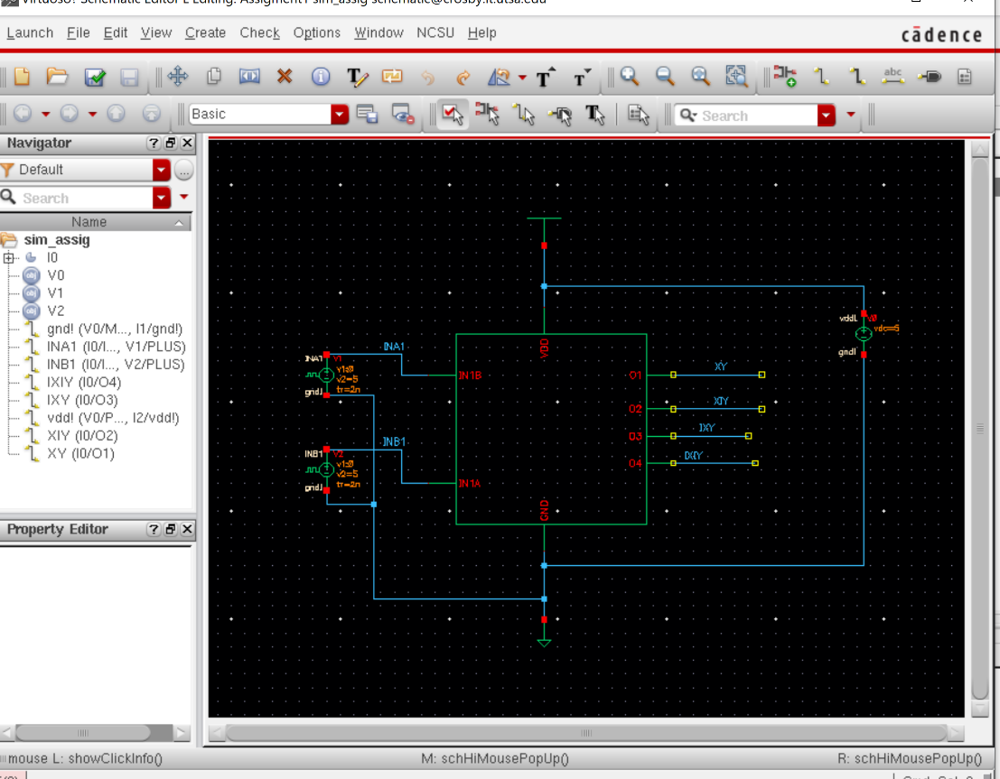 Virtuoso? Schematic Editor L Editing: Assigment1 sim_assig schematic@crosby.it.utsa.edu
Launch File Edit View Create Check Options Window NCSU Help
cādence
Basic
Search
Navigator
Default
Search
Name
sim_assig
I0
V0
V1
V2
gnd! (V0/M..., I1/gnd!)
INA1 (I0/I..., V1/PLUS)
INB1 (I0/I..., V2/PLUS)
IXIY (I0/O4)
IXY (I0/O3)
vdd! (V0/P..., I2/vdd!)
XIY (I0/O2)
XY (I0/O1)
Property Editor
vdd! V0
vdc=5
gnd!
VDD
INA1
INA1 V1
v1:0
v2=5
tr=2n
gnd!
IN1B
O1
XY
O2
XIY
O3
IXY
O4
IXIY
INB1
INB1 V2
v1:0
v2=5
tr=2n
gnd!
IN1A
GND
mouse L: showClickInfo()
M: schHiMousePopUp()
R: schHiMousePopUp()